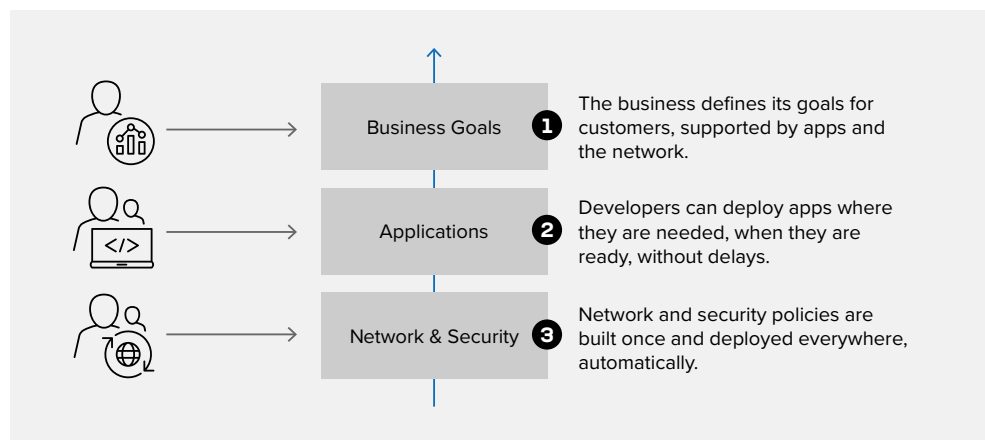 Business Goals
1
The business defines its goals for
customers, supported by apps and
the network.
</>
Applications
2
Developers can deploy apps where
they are needed, when they are
ready, without delays.
Network & Security
3
Network and security policies are
built once and deployed everywhere,
automatically.